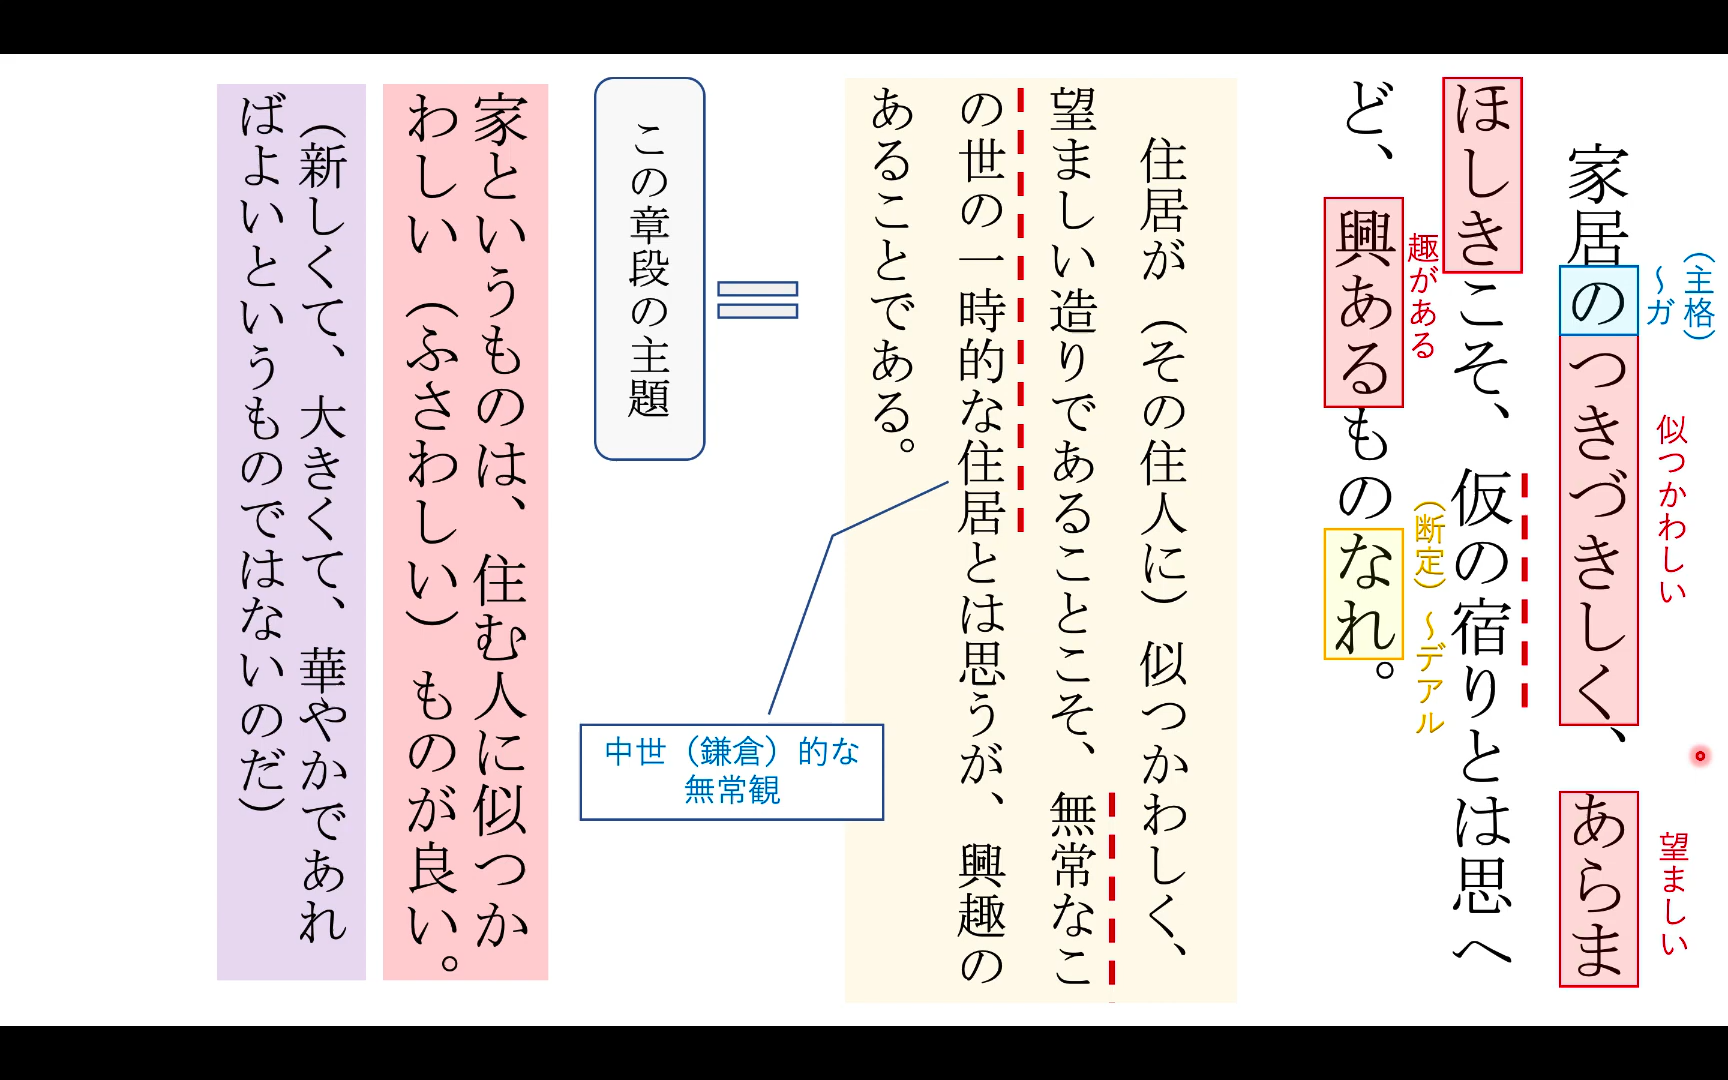 家居のつきづきしく、あらま
ほしきこそ、仮の宿りとは思へ
ど、興あるものなれ。
（主格）
～ガ
似つかわしい
望ましい
趣がある
（断定）～デアル
住居が（その住人に）似つかわしく、
望ましい造りであることこそ、無常なこ
の世の一時的な住居とは思うが、興趣の
あることである。
中世（鎌倉）的な
無常観
この章段の主題
家というものは、住む人に似つか
わしい（ふさわしい）ものが良い。
（新しくて、大きくて、華やかであれ
ばよいというものではないのだ）